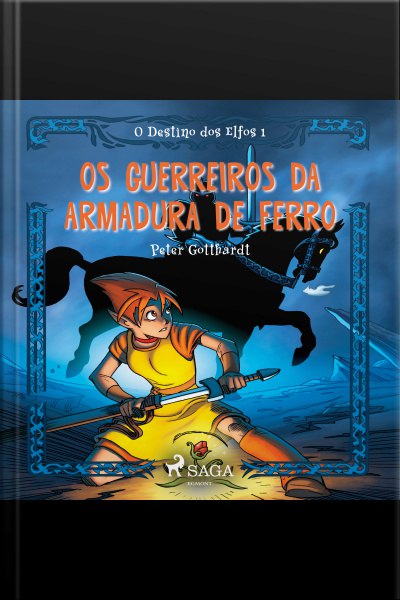 O Destino dos Elfos 1
OS GUERREIROS DA
ARMADURA DE FERRO
Peter Gotthardt
SAGA
EGMONT